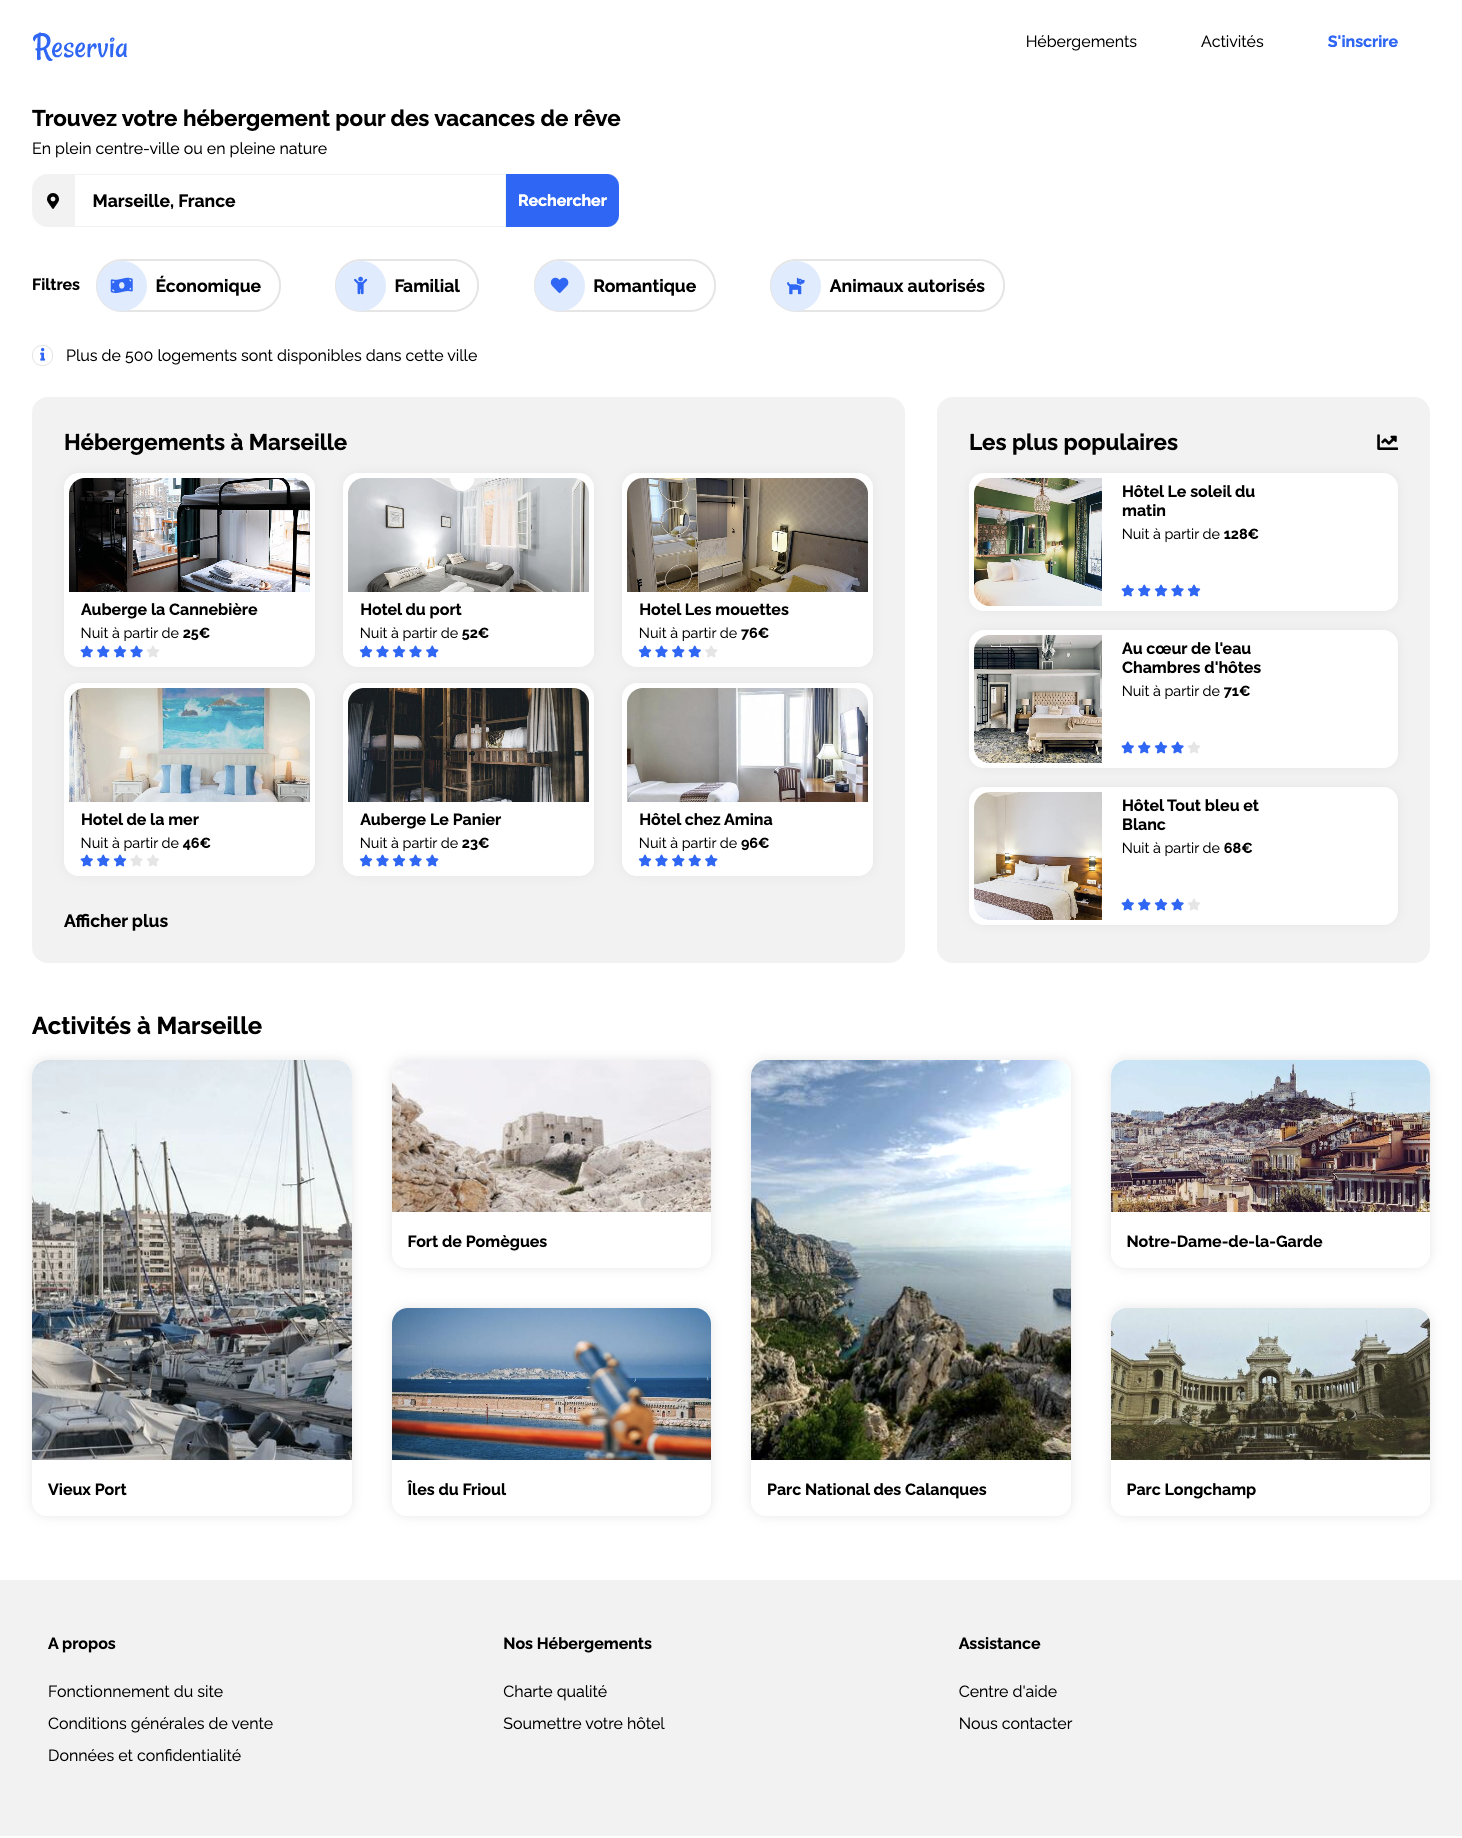 Reservia
Hébergements
Activités
S'inscrire
Trouvez votre hébergement pour des vacances de rêve
En plein centre-ville ou en pleine nature
Marseille, France
Rechercher
Filtres
Économique
Familial
Romantique
Animaux autorisés
Plus de 500 logements sont disponibles dans cette ville
Hébergements à Marseille
Auberge la Cannebière
Nuit à partir de 25€
Hotel du port
Nuit à partir de 52€
Hotel Les mouettes
Nuit à partir de 76€
Hotel de la mer
Nuit à partir de 46€
Auberge Le Panier
Nuit à partir de 23€
Hôtel chez Amina
Nuit à partir de 96€
Afficher plus
Les plus populaires
Hôtel Le soleil du
matin
Nuit à partir de 128€
Au cœur de l'eau
Chambres d'hôtes
Nuit à partir de 71€
Hôtel Tout bleu et
Blanc
Nuit à partir de 68€
Activités à Marseille
Vieux Port
Fort de Pomègues
Îles du Frioul
Parc National des Calanques
Notre-Dame-de-la-Garde
Parc Longchamp
A propos
Fonctionnement du site
Conditions générales de vente
Données et confidentialité
Nos Hébergements
Charte qualité
Soumettre votre hôtel
Assistance
Centre d'aide
Nous contacter